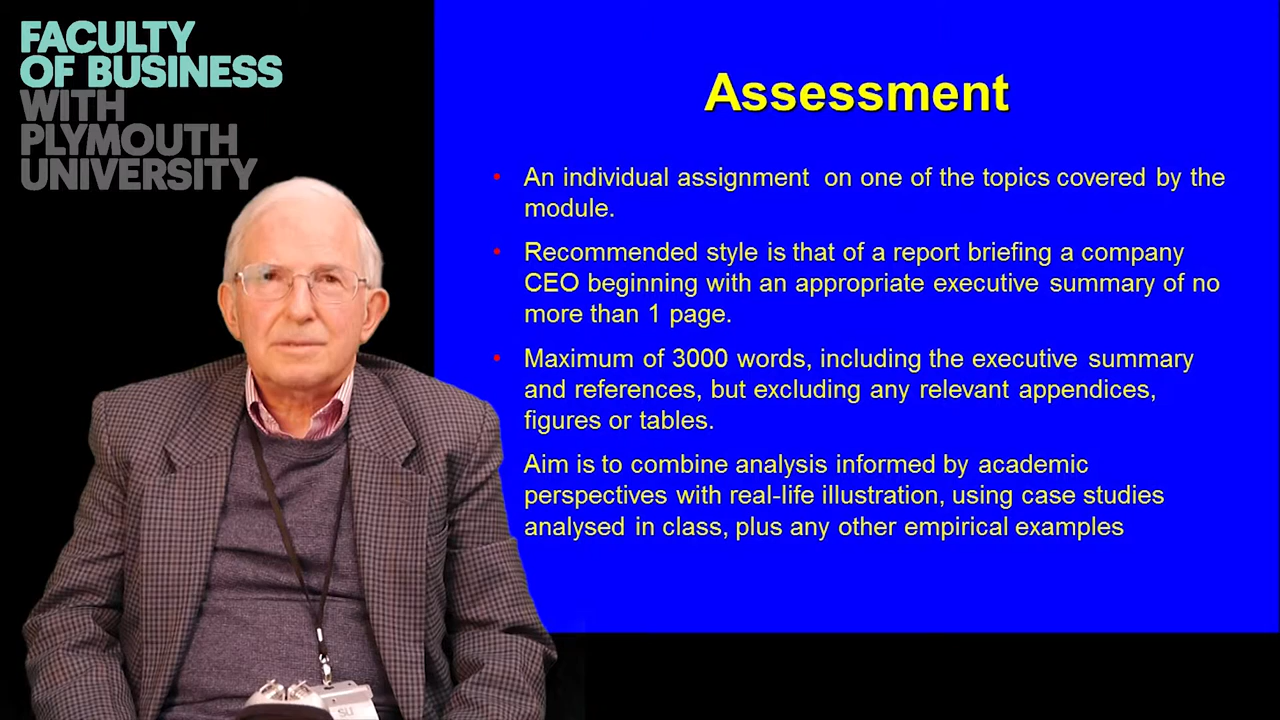 FACULTY
OF BUSINESS
WITH
PLYMOUTH
UNIVERSITY
Assessment
• An individual assignment on one of the topics covered by the
module.
• Recommended style is that of a report briefing a company
CEO beginning with an appropriate executive summary of no
more than 1 page.
• Maximum of 3000 words, including the executive summary
and references, but excluding any relevant appendices,
figures or tables.
Aim is to combine analysis informed by academic
perspectives with real-life illustration, using case studies
analysed in class, plus any other empirical examples